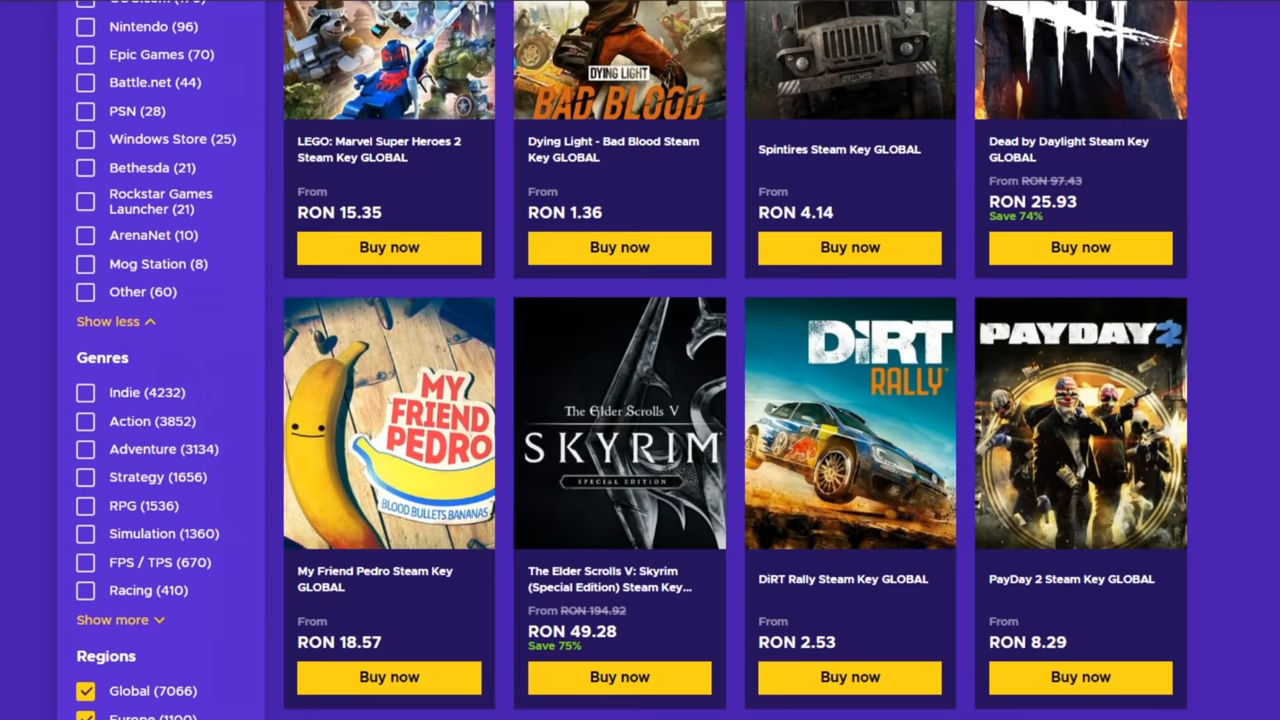 Nintendo (96)
Epic Games (70)
Battle.net (44)
PSN (28)
Windows Store (25)
Bethesda (21)
Rockstar Games
Launcher (21)
ArenaNet (10)
Mog Station (8)
Other (60)
Show less
Genres
Indie (4232)
Action (3852)
Adventure (3134)
Strategy (1656)
RPG (1536)
Simulation (1360)
FPS / TPS (670)
Racing (410)
Show more
Regions
Global (7066)
Europe (1100)
LEGO: Marvel Super Heroes 2
Steam Key GLOBAL
From
RON 15.35
Buy now
DYING LIGHT
BAD BLOOD
Dying Light - Bad Blood Steam
Key GLOBAL
From
RON 1.36
Buy now
Spintires Steam Key GLOBAL
From
RON 4.14
Buy now
Dead by Daylight Steam Key
GLOBAL
From RON 97.43
RON 25.93
Save 74%
Buy now
MY
FRIEND
PEDRO
BLOOD BULLETS BANANAS
My Friend Pedro Steam Key
GLOBAL
From
RON 18.57
Buy now
The Elder Scrolls V
SKYRIM
SPECIAL EDITION
The Elder Scrolls V: Skyrim
(Special Edition) Steam Key...
From RON 194.92
RON 49.28
Save 75%
Buy now
DiRT
RALLY
DiRT Rally Steam Key GLOBAL
From
RON 2.53
Buy now
PAYDAY 2
PayDay 2 Steam Key GLOBAL
From
RON 8.29
Buy now